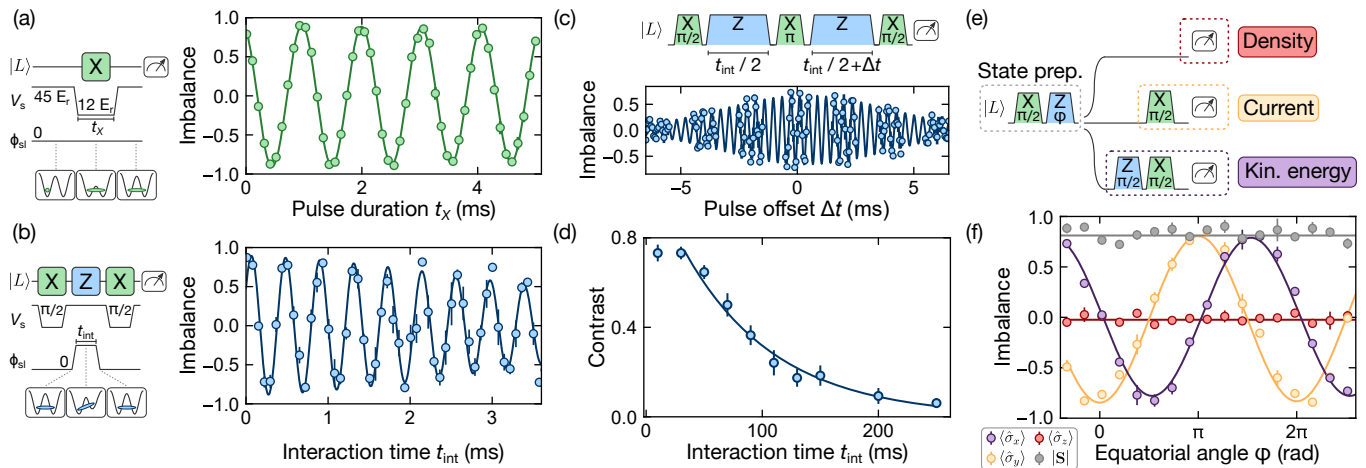 (a)
|L⟩
X
V_s
45 E_r
12 E_r
t_X
ϕ_sl
0
Imbalance
1.0
0.5
0.0
−0.5
−1.0
0
2
4
Pulse duration t_X (ms)
(b)
|L⟩
X
Z
X
V_s
π/2
π/2
t_int
ϕ_sl
0
Imbalance
1.0
0.5
0.0
−0.5
−1.0
0
1
2
3
Interaction time t_int (ms)
(c)
|L⟩
X
π/2
Z
X
π
Z
X
π/2
t_int / 2
t_int / 2+Δt
Imbalance
0.5
0.0
−0.5
−5
0
5
Pulse offset Δt (ms)
(d)
Contrast
0.8
0.4
0.0
0
100
200
Interaction time t_int (ms)
(e)
State prep.
|L⟩
X
π/2
Z
φ
Density
X
π/2
Current
Z
π/2
X
π/2
Kin. energy
(f)
Imbalance
1.0
0.5
0.0
−0.5
−1.0
0
π
2π
Equatorial angle φ (rad)
⟨σ̂_x⟩
⟨σ̂_z⟩
⟨σ̂_y⟩
|S|